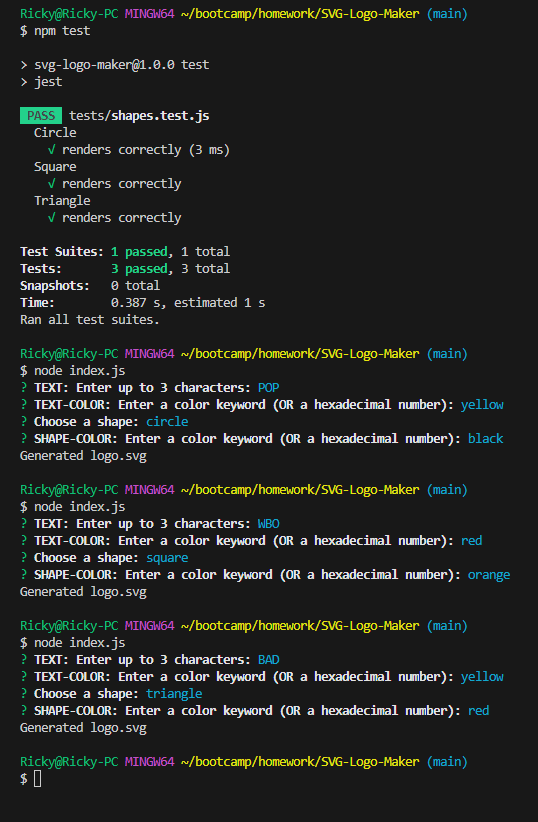 Ricky@Ricky-PC MINGW64 ~/bootcamp/homework/SVG-Logo-Maker (main)
$ npm test
> svg-logo-maker@1.0.0 test
> jest
PASS tests/shapes.test.js
Circle
√ renders correctly (3 ms)
Square
√ renders correctly
Triangle
√ renders correctly
Test Suites: 1 passed, 1 total
Tests: 3 passed, 3 total
Snapshots: 0 total
Time: 0.387 s, estimated 1 s
Ran all test suites.
Ricky@Ricky-PC MINGW64 ~/bootcamp/homework/SVG-Logo-Maker (main)
$ node index.js
? TEXT: Enter up to 3 characters: POP
? TEXT-COLOR: Enter a color keyword (OR a hexadecimal number): yellow
? Choose a shape: circle
? SHAPE-COLOR: Enter a color keyword (OR a hexadecimal number): black
Generated logo.svg
Ricky@Ricky-PC MINGW64 ~/bootcamp/homework/SVG-Logo-Maker (main)
$ node index.js
? TEXT: Enter up to 3 characters: WBO
? TEXT-COLOR: Enter a color keyword (OR a hexadecimal number): red
? Choose a shape: square
? SHAPE-COLOR: Enter a color keyword (OR a hexadecimal number): orange
Generated logo.svg
Ricky@Ricky-PC MINGW64 ~/bootcamp/homework/SVG-Logo-Maker (main)
$ node index.js
? TEXT: Enter up to 3 characters: BAD
? TEXT-COLOR: Enter a color keyword (OR a hexadecimal number): yellow
? Choose a shape: triangle
? SHAPE-COLOR: Enter a color keyword (OR a hexadecimal number): red
Generated logo.svg
Ricky@Ricky-PC MINGW64 ~/bootcamp/homework/SVG-Logo-Maker (main)
$